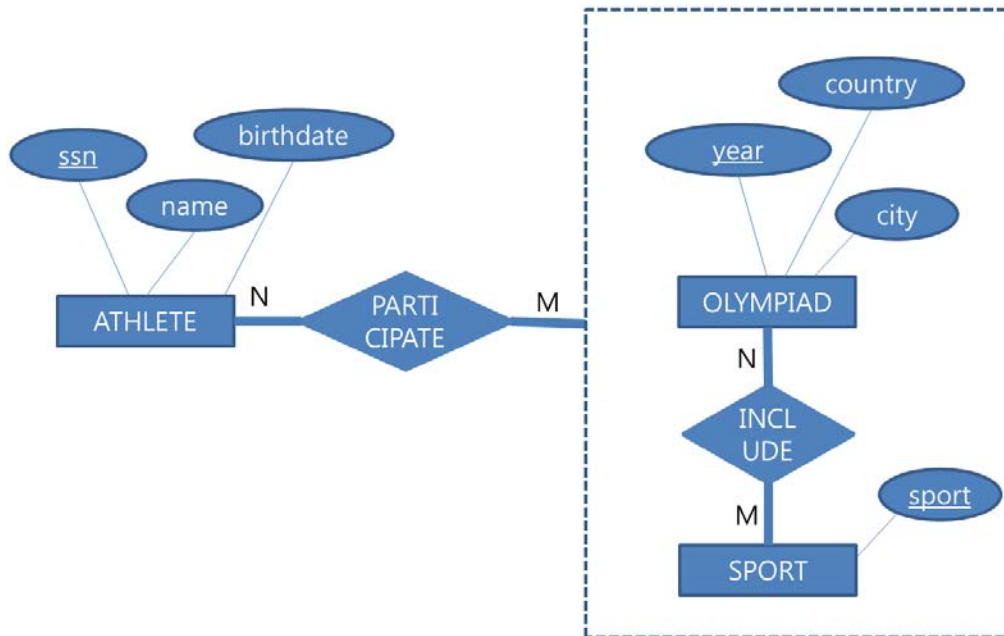 country
birthdate
ssn
year
name
city
N
M
PARTI
CIPATE
ATHLETE
OLYMPIAD
N
INCL
UDE
M
sport
SPORT